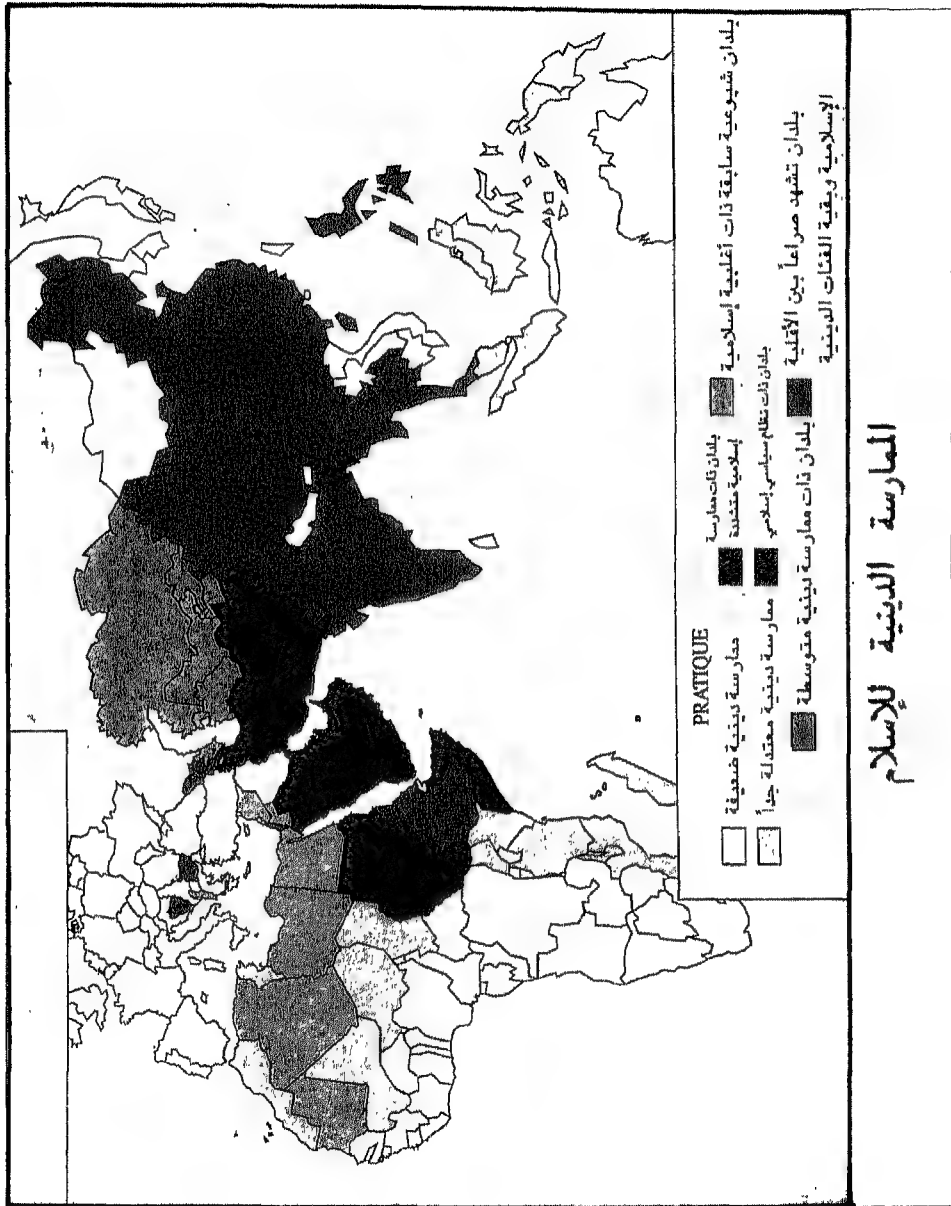 PRATIQUE
ممارسة دينية ضعيفة
بلدان ذات ممارسة
إسلامية متشددة
بلدان شيوعية سابقة ذات أغلبية إسلامية
ممارسة دينية معتدلة جداً
بلدان ذات نظام سياسي إسلامي
بلدان تشهد صراعاً بين الأقلية
الإسلامية وبقية الفئات الدينية
بلدان ذات ممارسة دينية متوسطة
الممارسة الدينية للإسلام